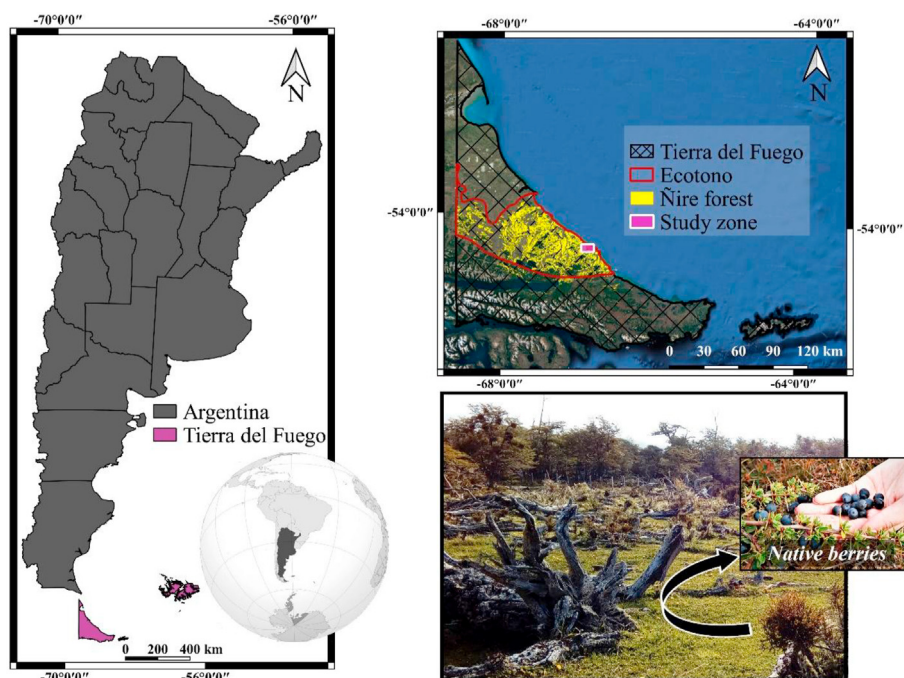 -70°0'0"
-56°0'0"
N
Argentina
Tierra del Fuego
0 200 400 km
-70°0'0"
-56°0'0"
-68°0'0"
-64°0'0"
N
Tierra del Fuego
Ecotono
Ñire forest
Study zone
-54°0'0"
-54°0'0"
0 30 60 90 120 km
-68°0'0"
-64°0'0"
Native berries